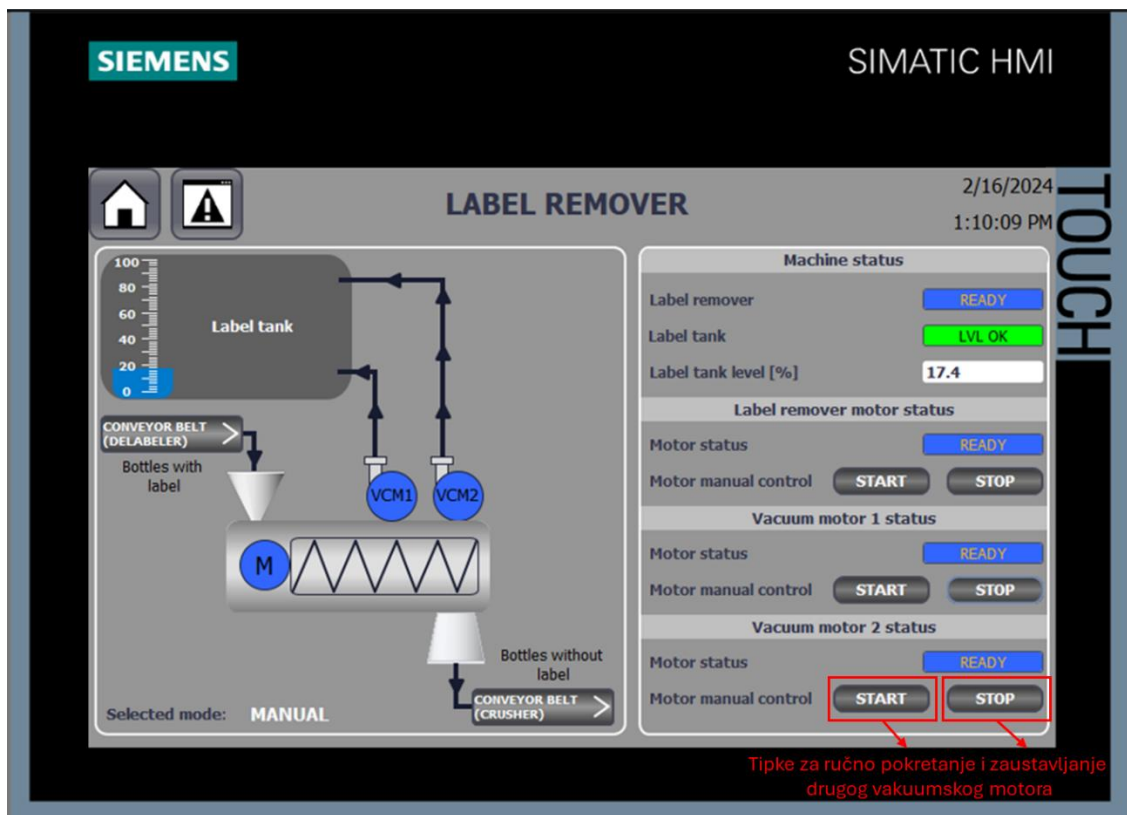 SIEMENS
SIMATIC HMI
TOUCH
LABEL REMOVER
2/16/2024
1:10:09 PM
100
80
60
40
20
0
Label tank
CONVEYOR BELT
(DELABELER)
Bottles with
label
VCM1
VCM2
M
Bottles without
label
CONVEYOR BELT
(CRUSHER)
Selected mode: MANUAL
Machine status
Label remover READY
Label tank LVL OK
Label tank level [%] 17.4
Label remover motor status
Motor status READY
Motor manual control START STOP
Vacuum motor 1 status
Motor status READY
Motor manual control START STOP
Vacuum motor 2 status
Motor status READY
Motor manual control START STOP
Tipke za ručno pokretanje i zaustavljanje
drugog vakuumskog motora